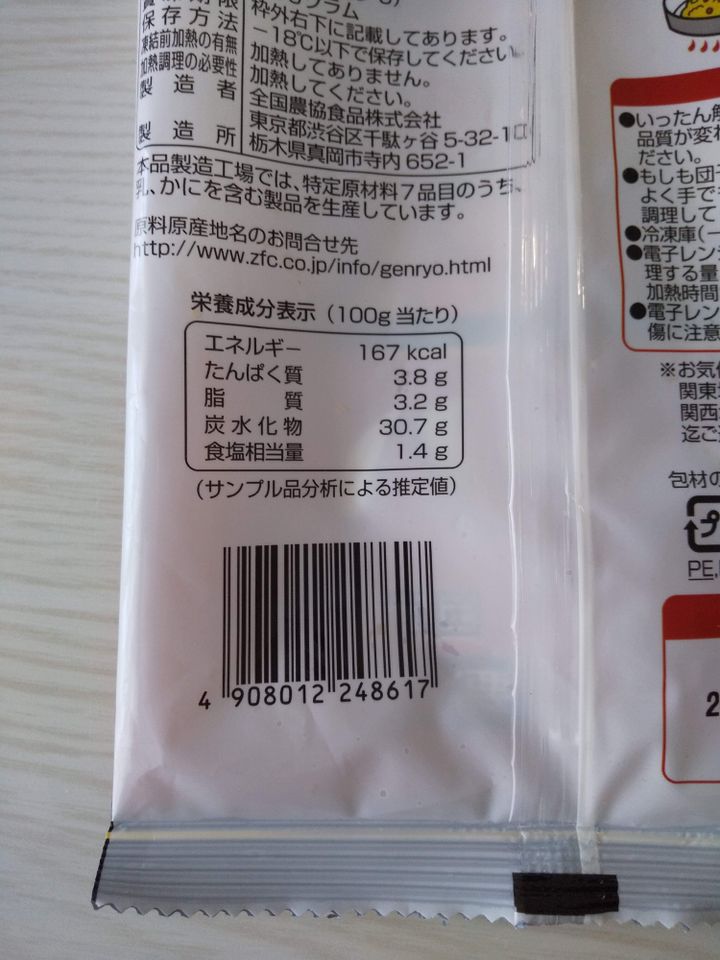 保存方法
枠外右下に記載してあります。
－18℃以下で保存してください。
凍結前加熱の有無 加熱してありません。
加熱調理の必要性 加熱してください。
製造者 全国農協食品株式会社
東京都渋谷区千駄ヶ谷 5-32-1
製造所 栃木県真岡市寺内 652-1
本品製造工場では、特定原材料7品目のうち、
乳、かにを含む製品を生産しています。
原料原産地名のお問合せ先
http://www.zfc.co.jp/info/genryo.html
栄養成分表示（100g 当たり）
エネルギー 167 kcal
たんぱく質 3.8 g
脂質 3.2 g
炭水化物 30.7 g
食塩相当量 1.4 g
（サンプル品分析による推定値）
4 908012 248617
●いったん解
品質が変わ
ださい。
●もしも団子
よく手で
調理して
●冷凍庫（一
●電子レンジ
理する量
加熱時間
●電子レン
傷に注意
※お気付
関東
関西
迄ご
包材の
プ
PE,
2